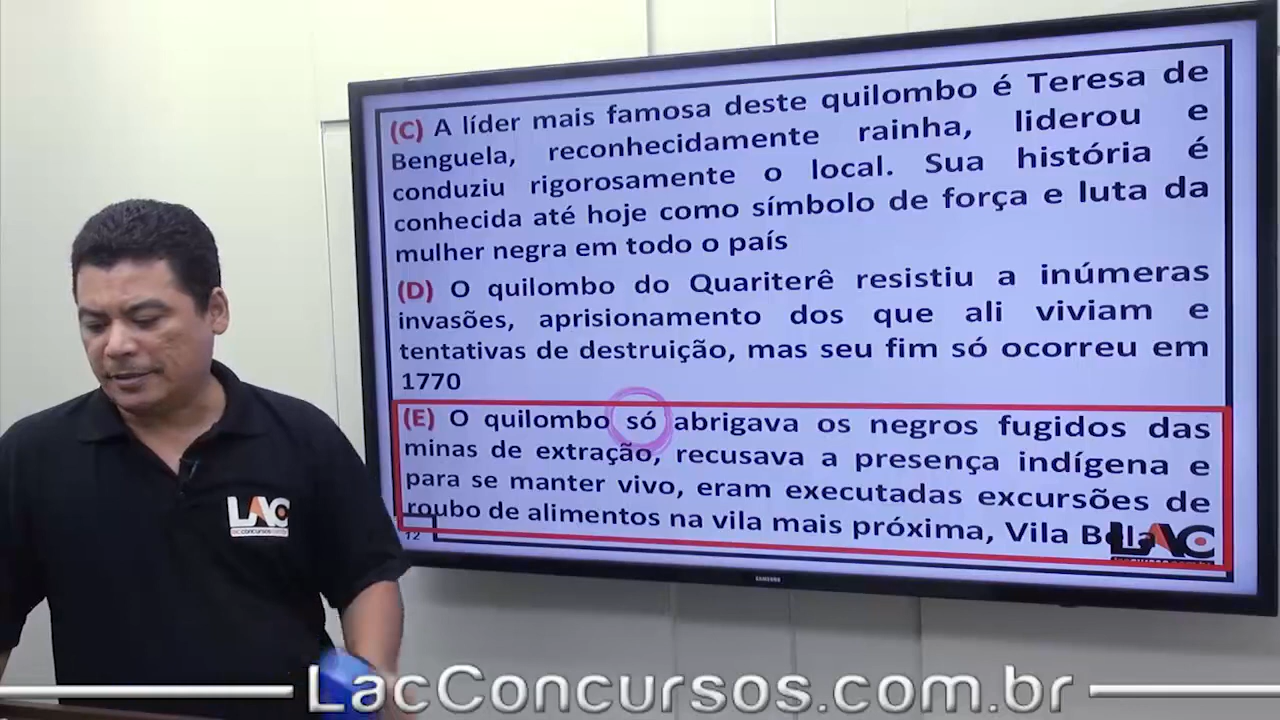 (C) A líder mais famosa deste quilombo é Teresa de
Benguela, reconhecidamente rainha, liderou e
conduziu rigorosamente o local. Sua história é
conhecida até hoje como símbolo de força e luta da
mulher negra em todo o país
(D) O quilombo do Quariterê resistiu a inúmeras
invasões, aprisionamento dos que ali viviam e
tentativas de destruição, mas seu fim só ocorreu em
1770
(E) O quilombo só abrigava os negros fugidos das
minas de extração, recusava a presença indígena e
para se manter vivo, eram executadas excursões de
roubo de alimentos na vila mais próxima, Vila Bela
12
LAC
SAMSUNG
LAC
LacConcursos.com.br